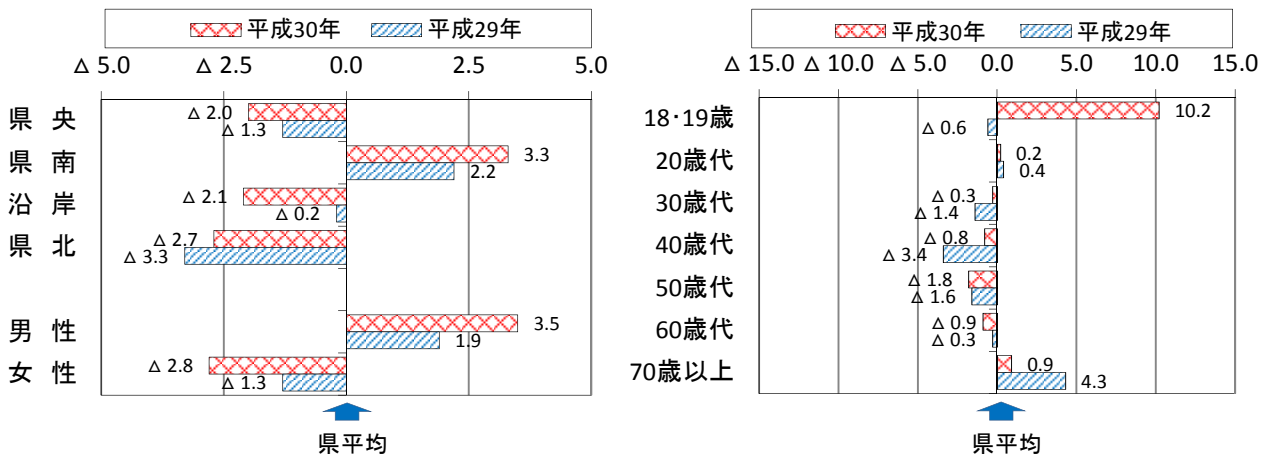 平成30年 平成29年
△ 5.0 △ 2.5 0.0 2.5 5.0
県 央 △ 2.0
△ 1.3
県 南 3.3
2.2
沿 岸 △ 2.1
△ 0.2
県 北 △ 2.7
△ 3.3
男 性 3.5
1.9
女 性 △ 2.8
△ 1.3
県平均
平成30年 平成29年
△ 15.0 △ 10.0 △ 5.0 0.0 5.0 10.0 15.0
18・19歳 10.2
△ 0.6
20歳代 0.2
0.4
30歳代 △ 0.3
△ 1.4
40歳代 △ 0.8
△ 3.4
50歳代 △ 1.8
△ 1.6
60歳代 △ 0.9
△ 0.3
70歳以上 0.9
4.3
県平均